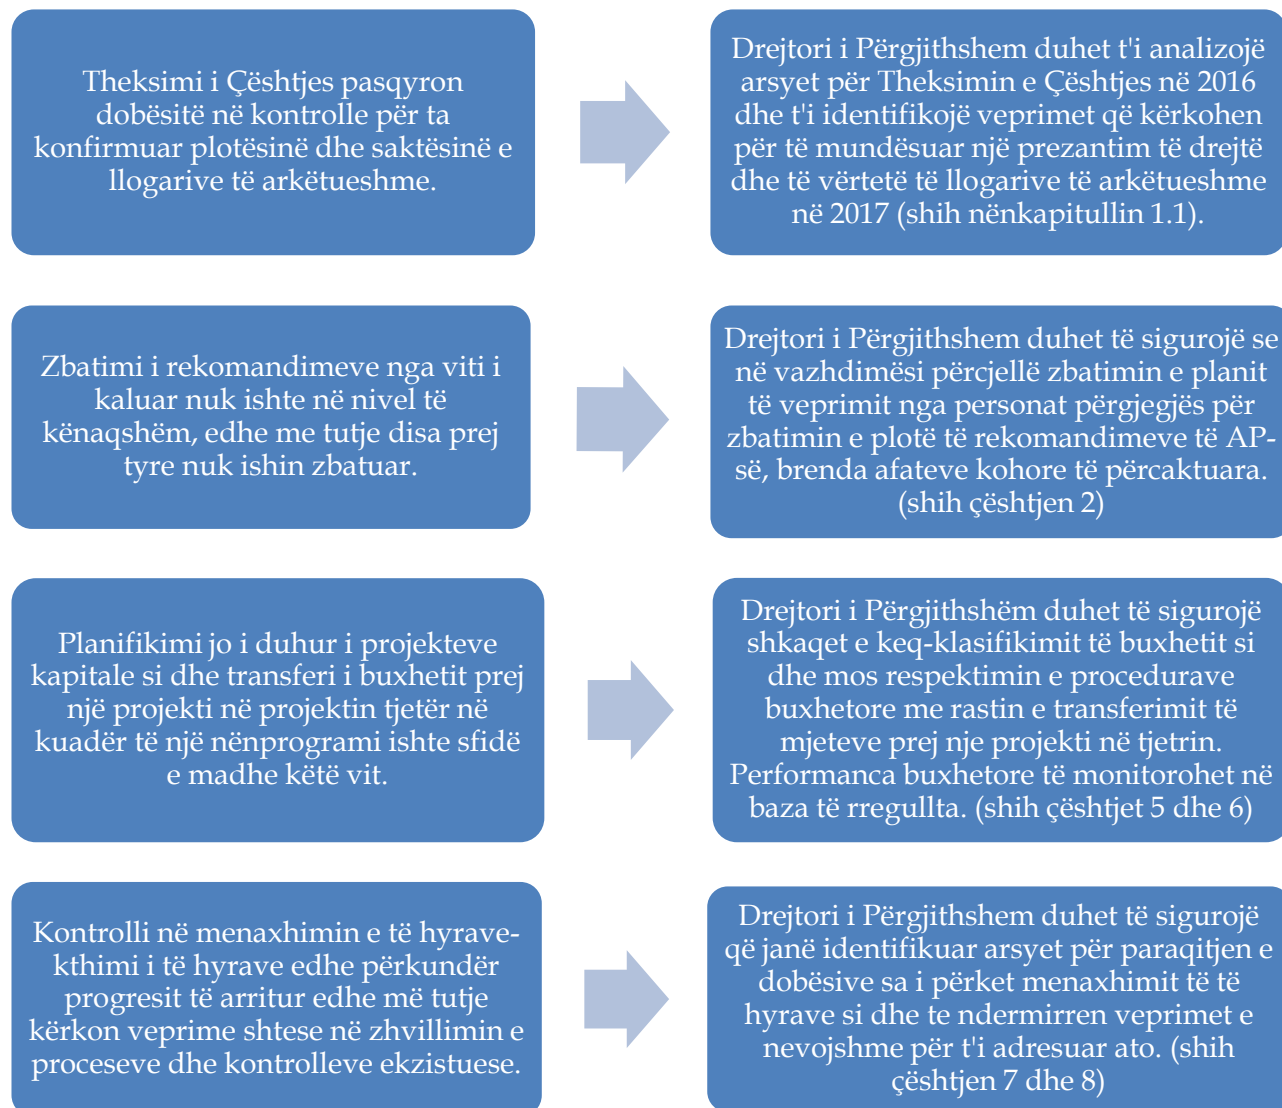 Theksimi i Çështjes pasqyron
dobësitë në kontrolle për ta
konfirmuar plotësinë dhe saktësinë e
llogarive të arkëtueshme.
Drejtori i Përgjithshem duhet t'i analizojë
arsyet për Theksimin e Çështjes në 2016
dhe t'i identifikojë veprimet që kërkohen
për të mundësuar një prezantim të drejtë
dhe të vërtetë të llogarive të arkëtueshme
në 2017 (shih nënkapitullin 1.1).
Zbatimi i rekomandimeve nga viti i
kaluar nuk ishte në nivel të
kënaqshëm, edhe me tutje disa prej
tyre nuk ishin zbatuar.
Drejtori i Përgjithshem duhet të sigurojë se
në vazhdimësi përcjellë zbatimin e planit
të veprimit nga personat përgjegjës për
zbatimin e plotë të rekomandimeve të AP-
së, brenda afateve kohore të përcaktuara.
(shih çështjen 2)
Planifikimi jo i duhur i projekteve
kapitale si dhe transferi i buxhetit prej
një projekti në projektin tjetër në
kuadër të një nënprogrami ishte sfidë
e madhe këtë vit.
Drejtori i Përgjithshëm duhet të sigurojë
shkaqet e keq-klasifikimit të buxhetit si
dhe mos respektimin e procedurave
buxhetore me rastin e transferimit të
mjeteve prej nje projekti në tjetrin.
Performanca buxhetore të monitorohet në
baza të rregullta. (shih çështjet 5 dhe 6)
Kontrolli në menaxhimin e të hyrave-
kthimi i të hyrave edhe përkundër
progresit të arritur edhe më tutje
kërkon veprime shtese në zhvillimin e
proceseve dhe kontrolleve ekzistuese.
Drejtori i Përgjithshem duhet të sigurojë
që janë identifikuar arsyet për paraqitjen e
dobësive sa i përket menaxhimit të të
hyrave si dhe te ndermirren veprimet e
nevojshme për t'i adresuar ato. (shih
çështjen 7 dhe 8)